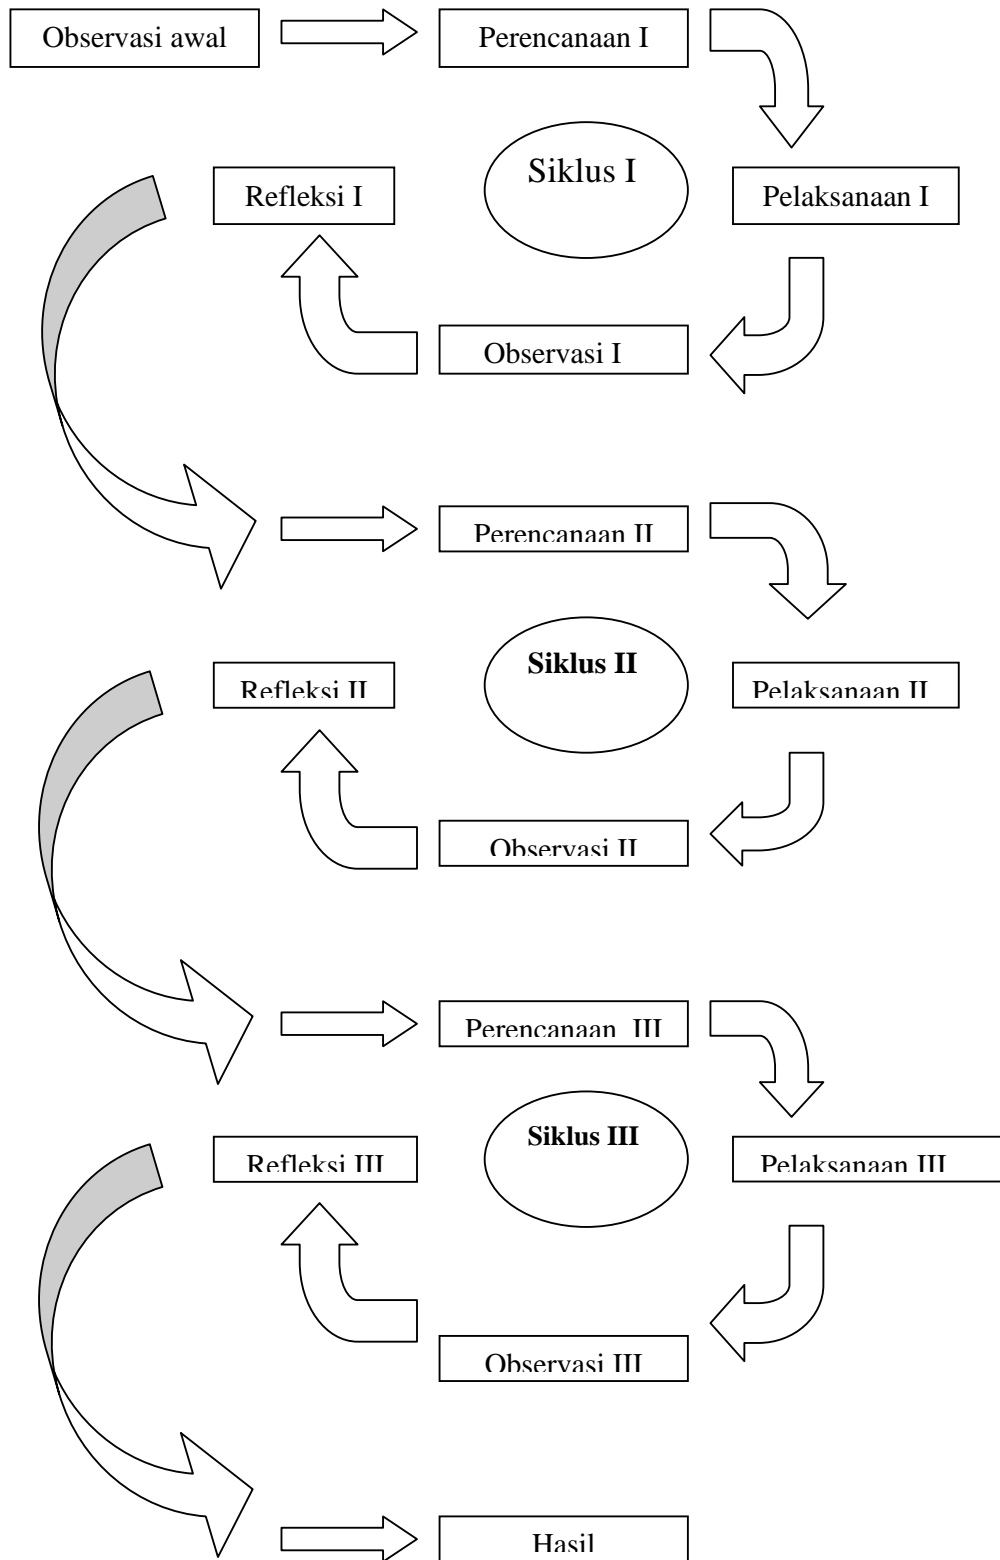 Observasi awal
Perencanaan I
Siklus I
Refleksi I
Pelaksanaan I
Observasi I
Perencanaan II
Siklus II
Refleksi II
Pelaksanaan II
Observasi II
Perencanaan III
Siklus III
Refleksi III
Pelaksanaan III
Observasi III
Hasil